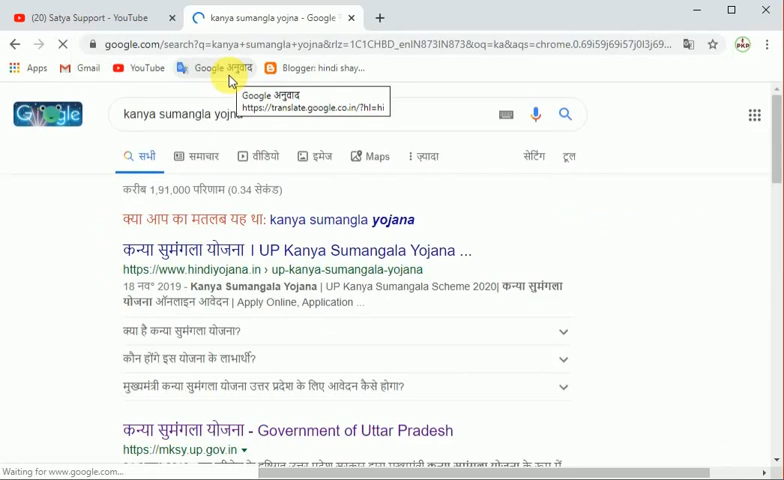 (20) Satya Support - YouTube
kanya sumangla yojna - Google
google.com/search?q=kanya+sumangla+yojna&rlz=1C1CHBD_enIN873IN873&oq=ka&aqs=chrome.0.69i59j69i57j0l3j69...
Apps Gmail YouTube Google अनुवाद Blogger: hindi shay...
Google अनुवाद
https://translate.google.co.in/?hl=hi
kanya sumangla yojna
सभी समाचार वीडियो इमेज Maps ज़्यादा सेटिंग टूल
करीब 1,91,000 परिणाम (0.34 सेकंड)
क्या आप का मतलब यह था: kanya sumangla yojana
कन्या सुमंगला योजना | UP Kanya Sumangala Yojana ...
https://www.hindiyojana.in › up-kanya-sumangala-yojana
18 नव॰ 2019 - Kanya Sumangala Yojana | UP Kanya Sumangala Scheme 2020| कन्या सुमंगला
योजना ऑनलाइन आवेदन | Apply Online, Application ...
क्या है कन्या सुमंगला योजना?
कौन होंगे इस योजना के लाभार्थी?
मुख्यमंत्री कन्या सुमंगला योजना उत्तर प्रदेश के लिए आवेदन कैसे होगा?
कन्या सुमंगला योजना - Government of Uttar Pradesh
https://mksy.up.gov.in
Waiting for www.google.com...